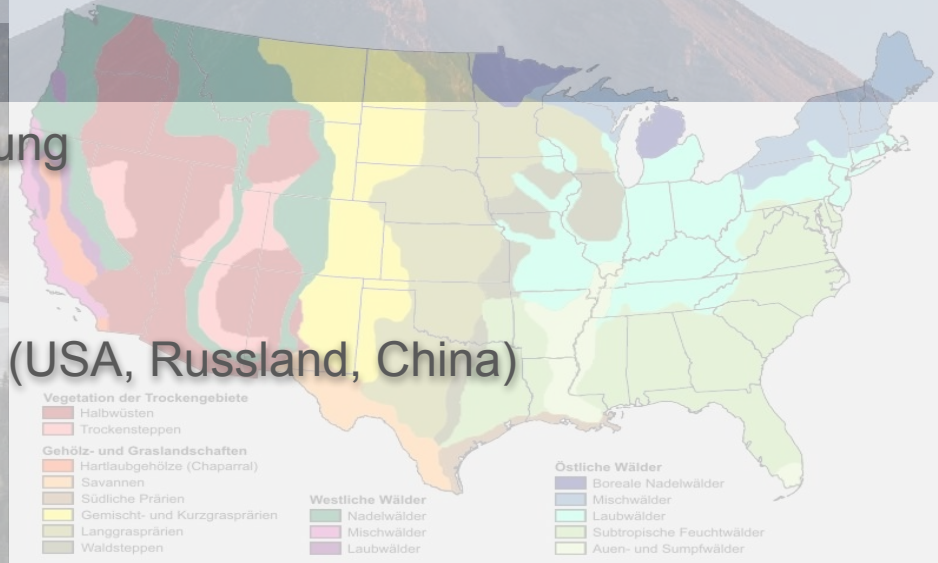 ung
(USA, Russland, China)
Vegetation der Trockengebiete
Halbwüsten
Trockensteppen
Gehölz- und Graslandschaften
Hartlaubgehölze (Chaparral)
Savannen
Südliche Prärien
Gemischt- und Kurzgrasprärien
Langgrasprärien
Waldsteppen
Westliche Wälder
Nadelwälder
Mischwälder
Laubwälder
Östliche Wälder
Boreale Nadelwälder
Mischwälder
Laubwälder
Subtropische Feuchtwälder
Auen- und Sumpfwälder